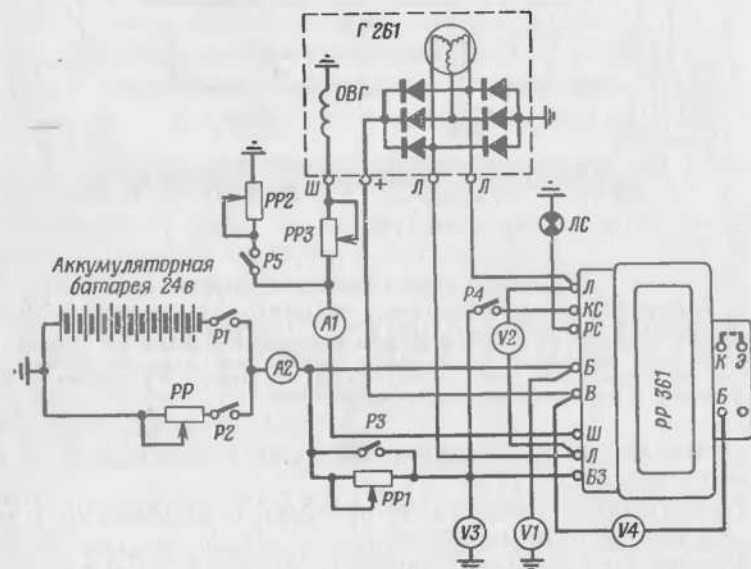 Г 261
ОВг
Ш
+
Л
Л
РР2
РР3
ЛС
Р5
Аккумуляторная
батарея 24в
Р4
Л
КС
РС
А1
V2
Р1
К
Э
А2
Б
Б
РР
В
РР 361
Р2
Р3
Ш
Л
РР1
ВЗ
V3
V1
V4